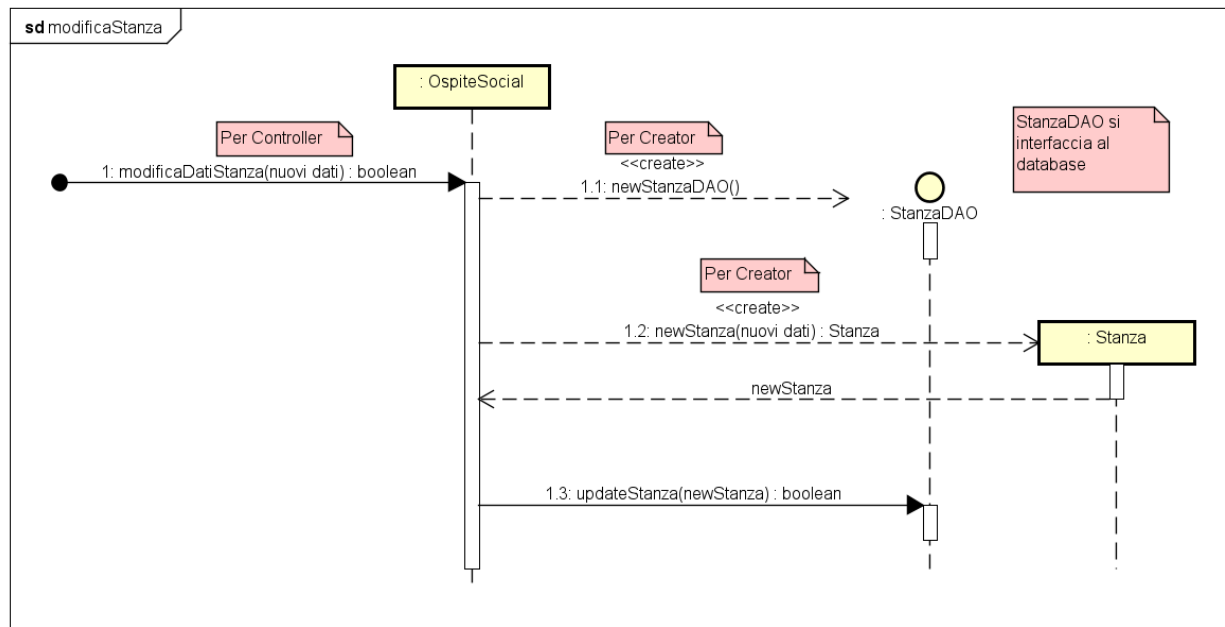 sd modificaStanza
: OspiteSocial
Per Controller
1: modificaDatiStanza(nuovi dati) : boolean
Per Creator
<<create>>
1.1: newStanzaDAO()
: StanzaDAO
StanzaDAO si
interfaccia al
database
Per Creator
<<create>>
1.2: newStanza(nuovi dati) : Stanza
: Stanza
newStanza
1.3: updateStanza(newStanza) : boolean